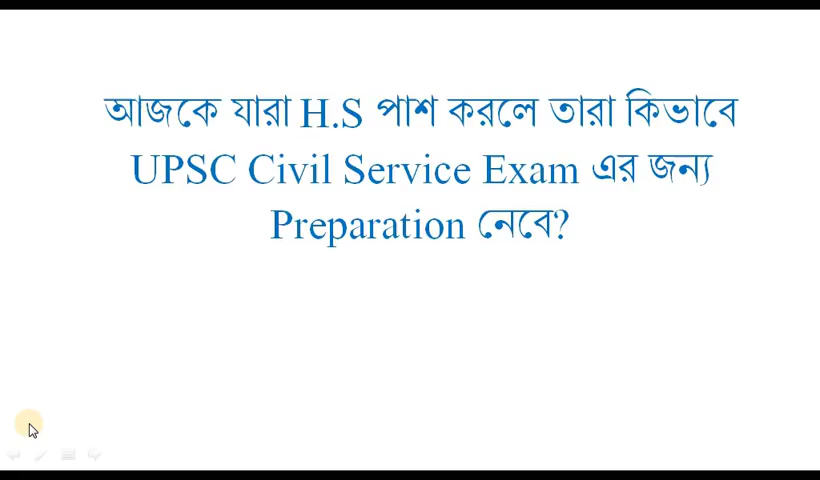 আজকে যারা H.S পাশ করলে তারা কিভাবে
UPSC Civil Service Exam এর জন্য
Preparation নেবে?